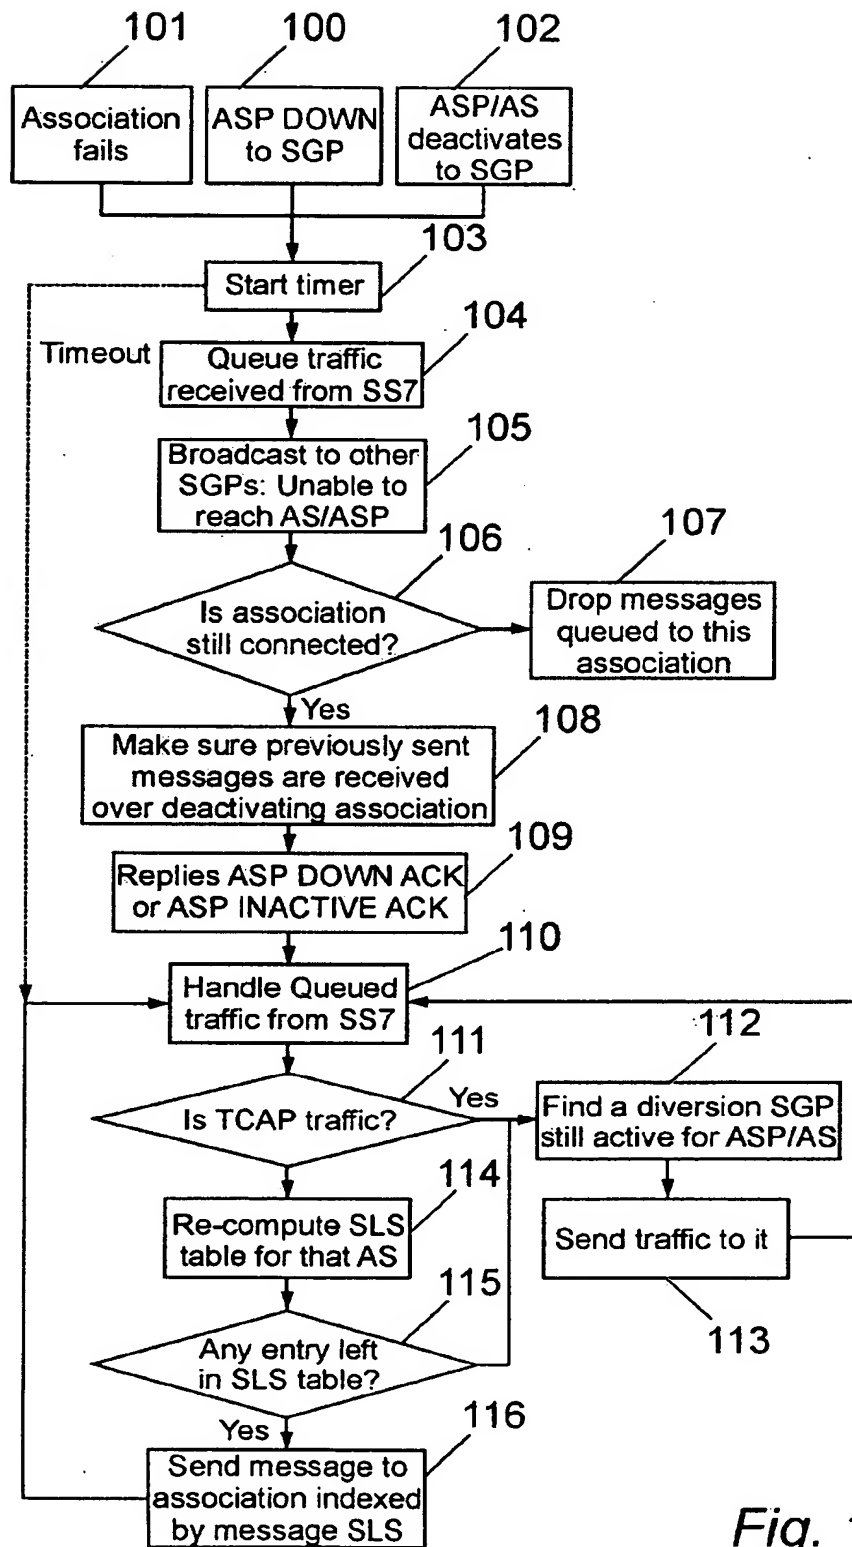 101
100
102
Association
fails
ASP DOWN
to SGP
ASP/AS
deactivates
to SGP
103
Start timer
Timeout
104
Queue traffic
received from SS7
105
Broadcast to other
SGPs: Unable to
reach AS/ASP
106
107
Is association
still connected?
Drop messages
queued to this
association
Yes
108
Make sure previously sent
messages are received
over deactivating association
109
Replies ASP DOWN ACK
or ASP INACTIVE ACK
110
Handle Queued
traffic from SS7
111
112
Is TCAP traffic?
Yes
Find a diversion SGP
still active for ASP/AS
114
Re-compute SLS
table for that AS
Send traffic to it
113
115
Any entry left
in SLS table?
Yes
116
Send message to
association indexed
by message SLS
Fig.